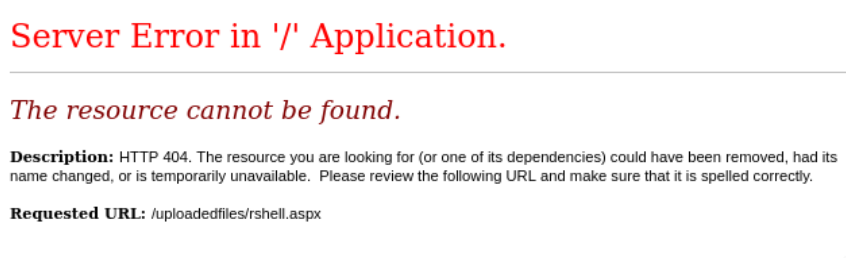 Server Error in '/' Application.
The resource cannot be found.
Description: HTTP 404. The resource you are looking for (or one of its dependencies) could have been removed, had its
name changed, or is temporarily unavailable.  Please review the following URL and make sure that it is spelled correctly.
Requested URL: /uploadedfiles/rshell.aspx